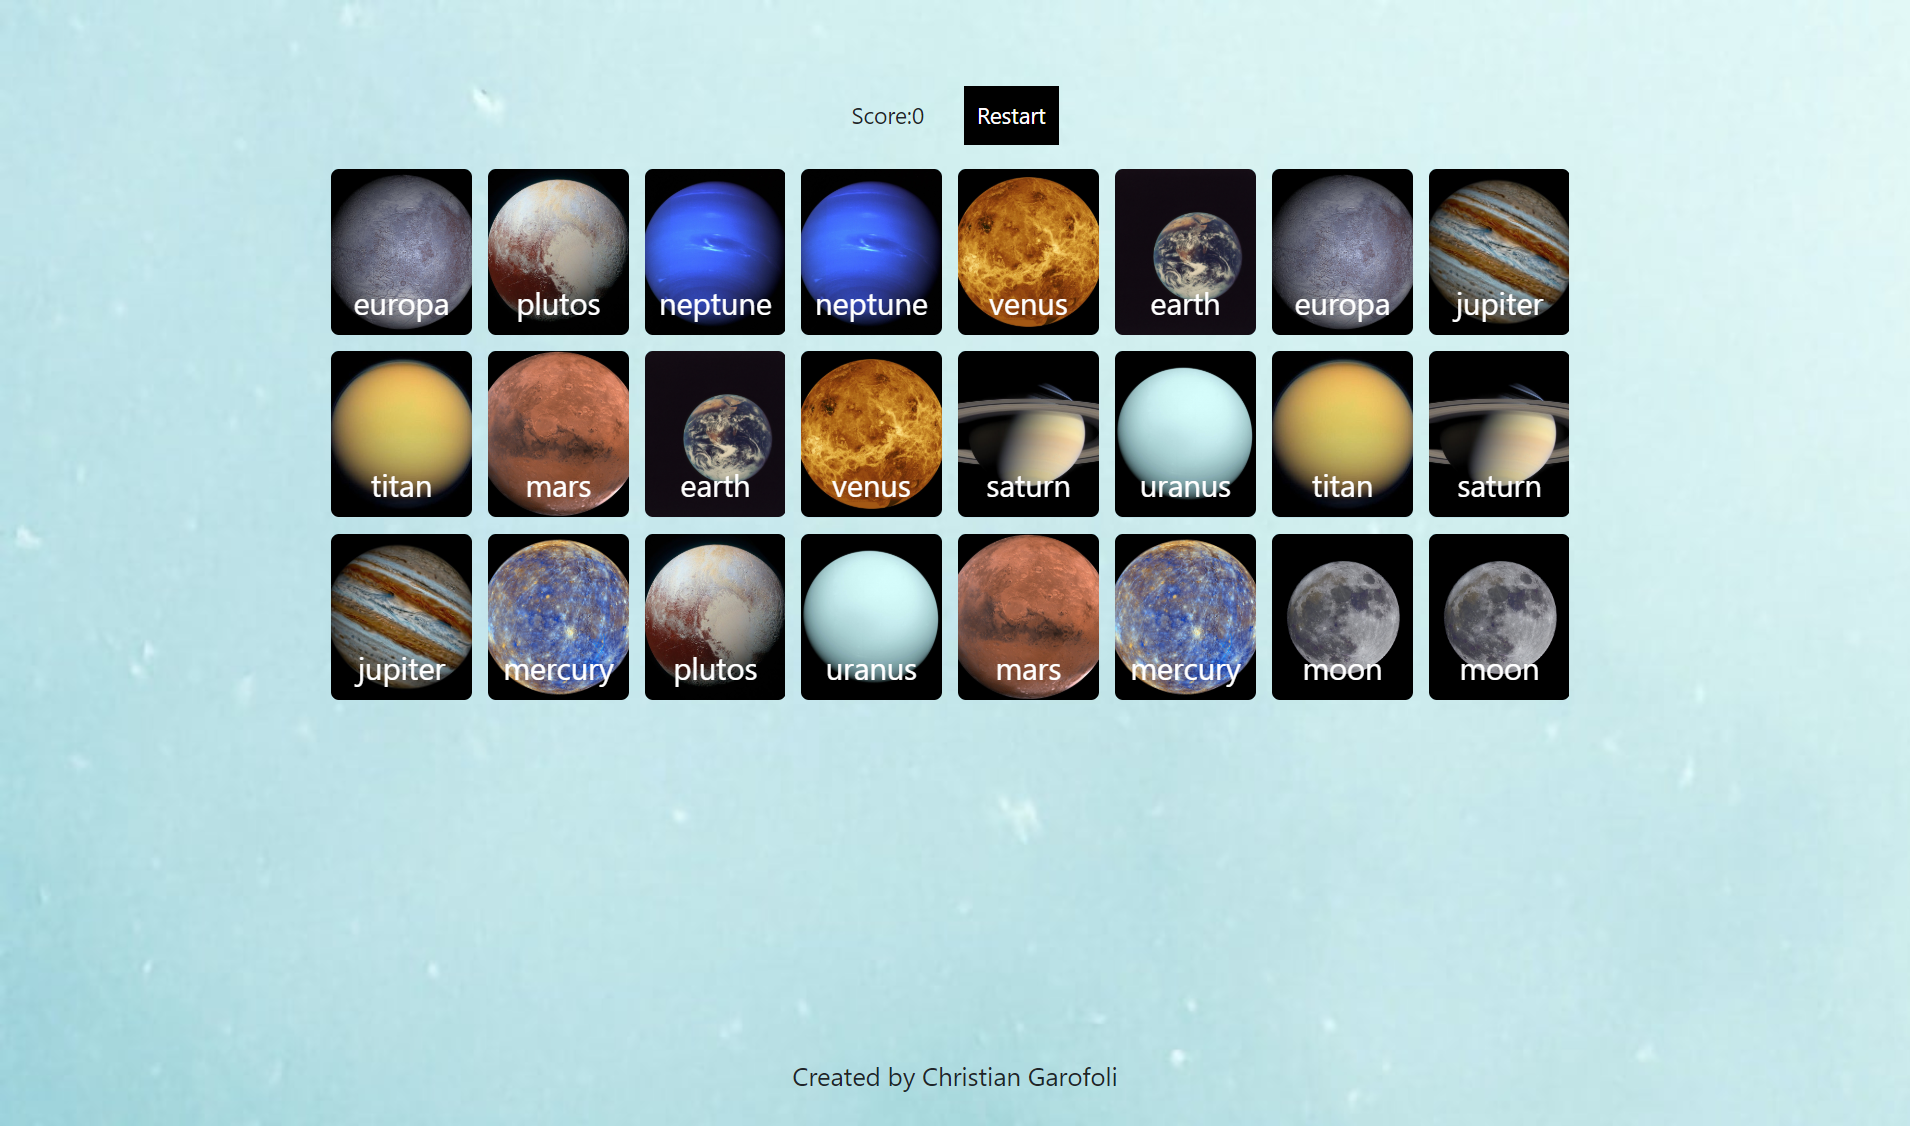 Score:0 Restart
europa plutos neptune neptune venus earth europa jupiter
titan mars earth venus saturn uranus titan saturn
jupiter mercury plutos uranus mars mercury moon moon
Created by Christian Garofoli